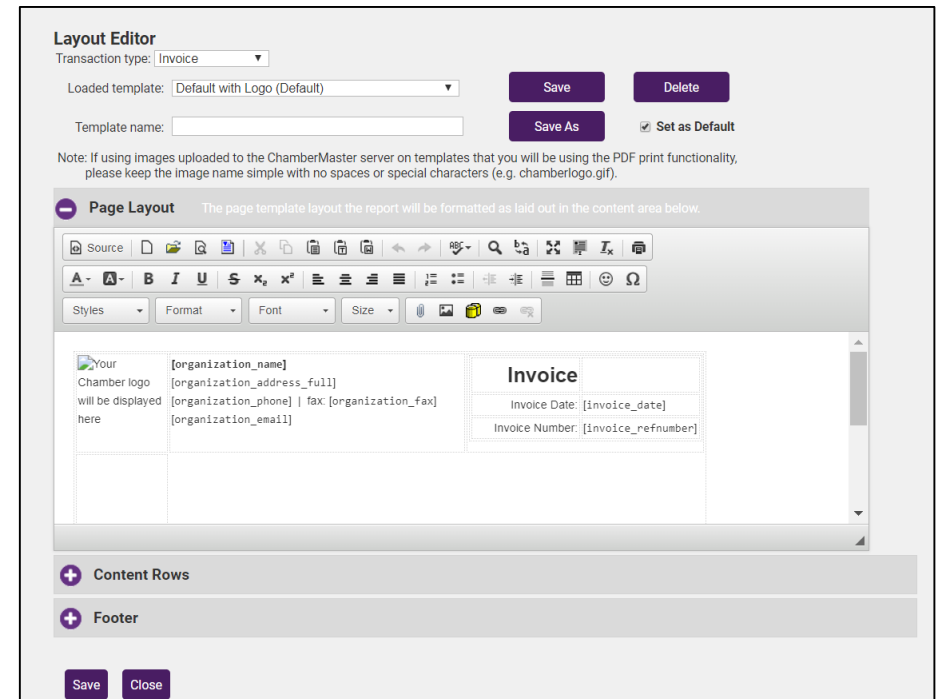 Layout Editor
Transaction type: Invoice
Loaded template: Default with Logo (Default) Save Delete
Template name: Save As Set as Default
Note: If using images uploaded to the ChamberMaster server on templates that you will be using the PDF print functionality,
please keep the image name simple with no spaces or special characters (e.g. chamberlogo.gif).
Page Layout The page template layout the report will be formatted as laid out in the content area below.
Source ABC
A A B I U S x₂ x² Ω
Styles Format Font Size
Your [organization_name] Invoice
Chamber logo [organization_address_full]
will be displayed [organization_phone] | fax: [organization_fax] Invoice Date: [invoice_date]
here [organization_email] Invoice Number: [invoice_refnumber]
Content Rows
Footer
Save Close